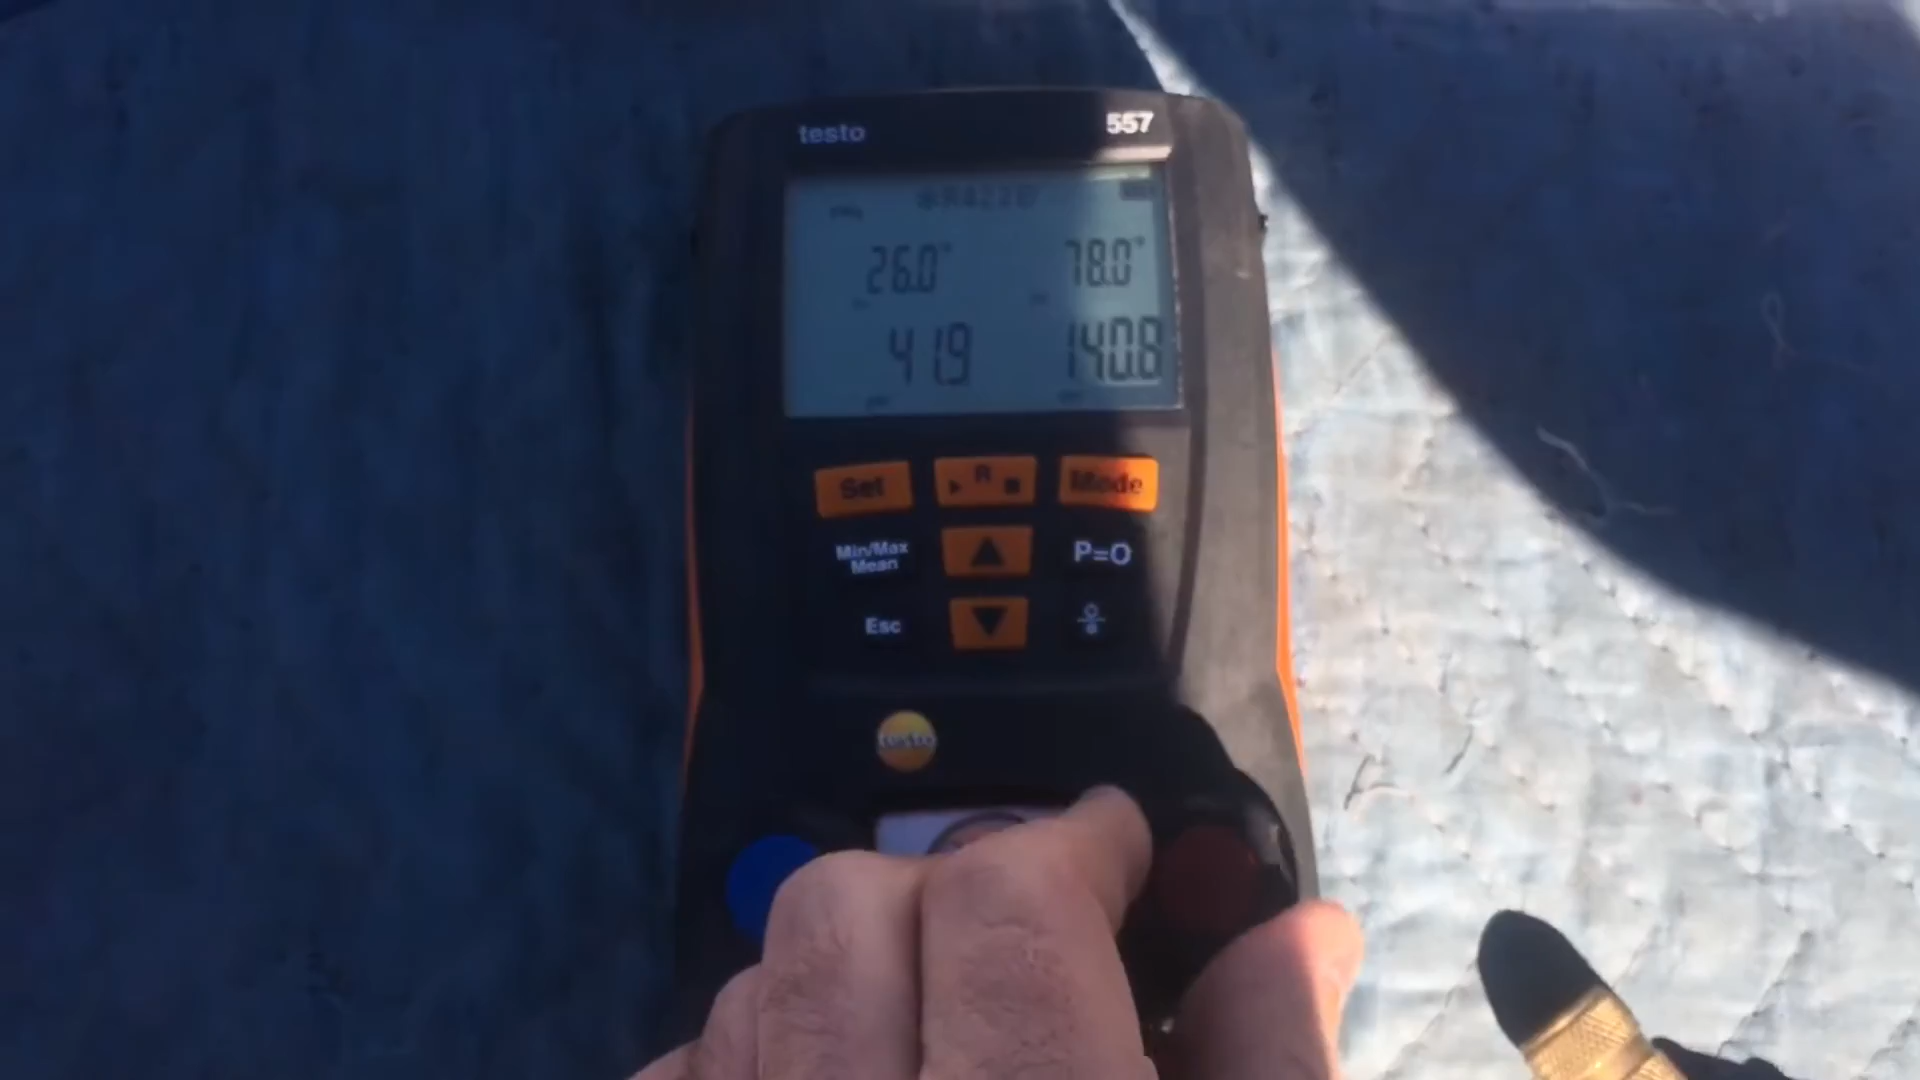 testo 557
26.0° 78.0°
41.9 140.8
Set R Mode
Min/Max
Mean
P=O
Esc
testo